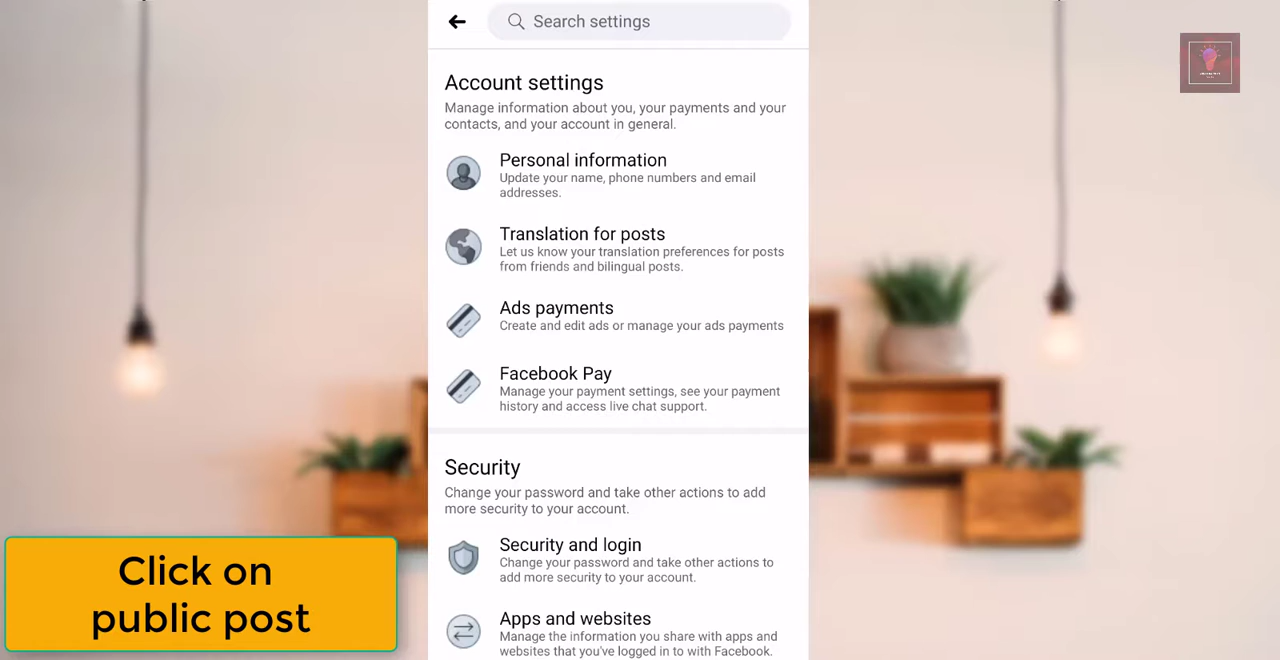 Search settings
Account settings
Manage information about you, your payments and your
contacts, and your account in general.
Personal information
Update your name, phone numbers and email
addresses.
Translation for posts
Let us know your translation preferences for posts
from friends and bilingual posts.
Ads payments
Create and edit ads or manage your ads payments
Facebook Pay
Manage your payment settings, see your payment
history and access live chat support.
Security
Change your password and take other actions to add
more security to your account.
Security and login
Change your password and take other actions to
add more security to your account.
Apps and websites
Manage the information you share with apps and
websites that you've logged in to with Facebook.
Click on
public post